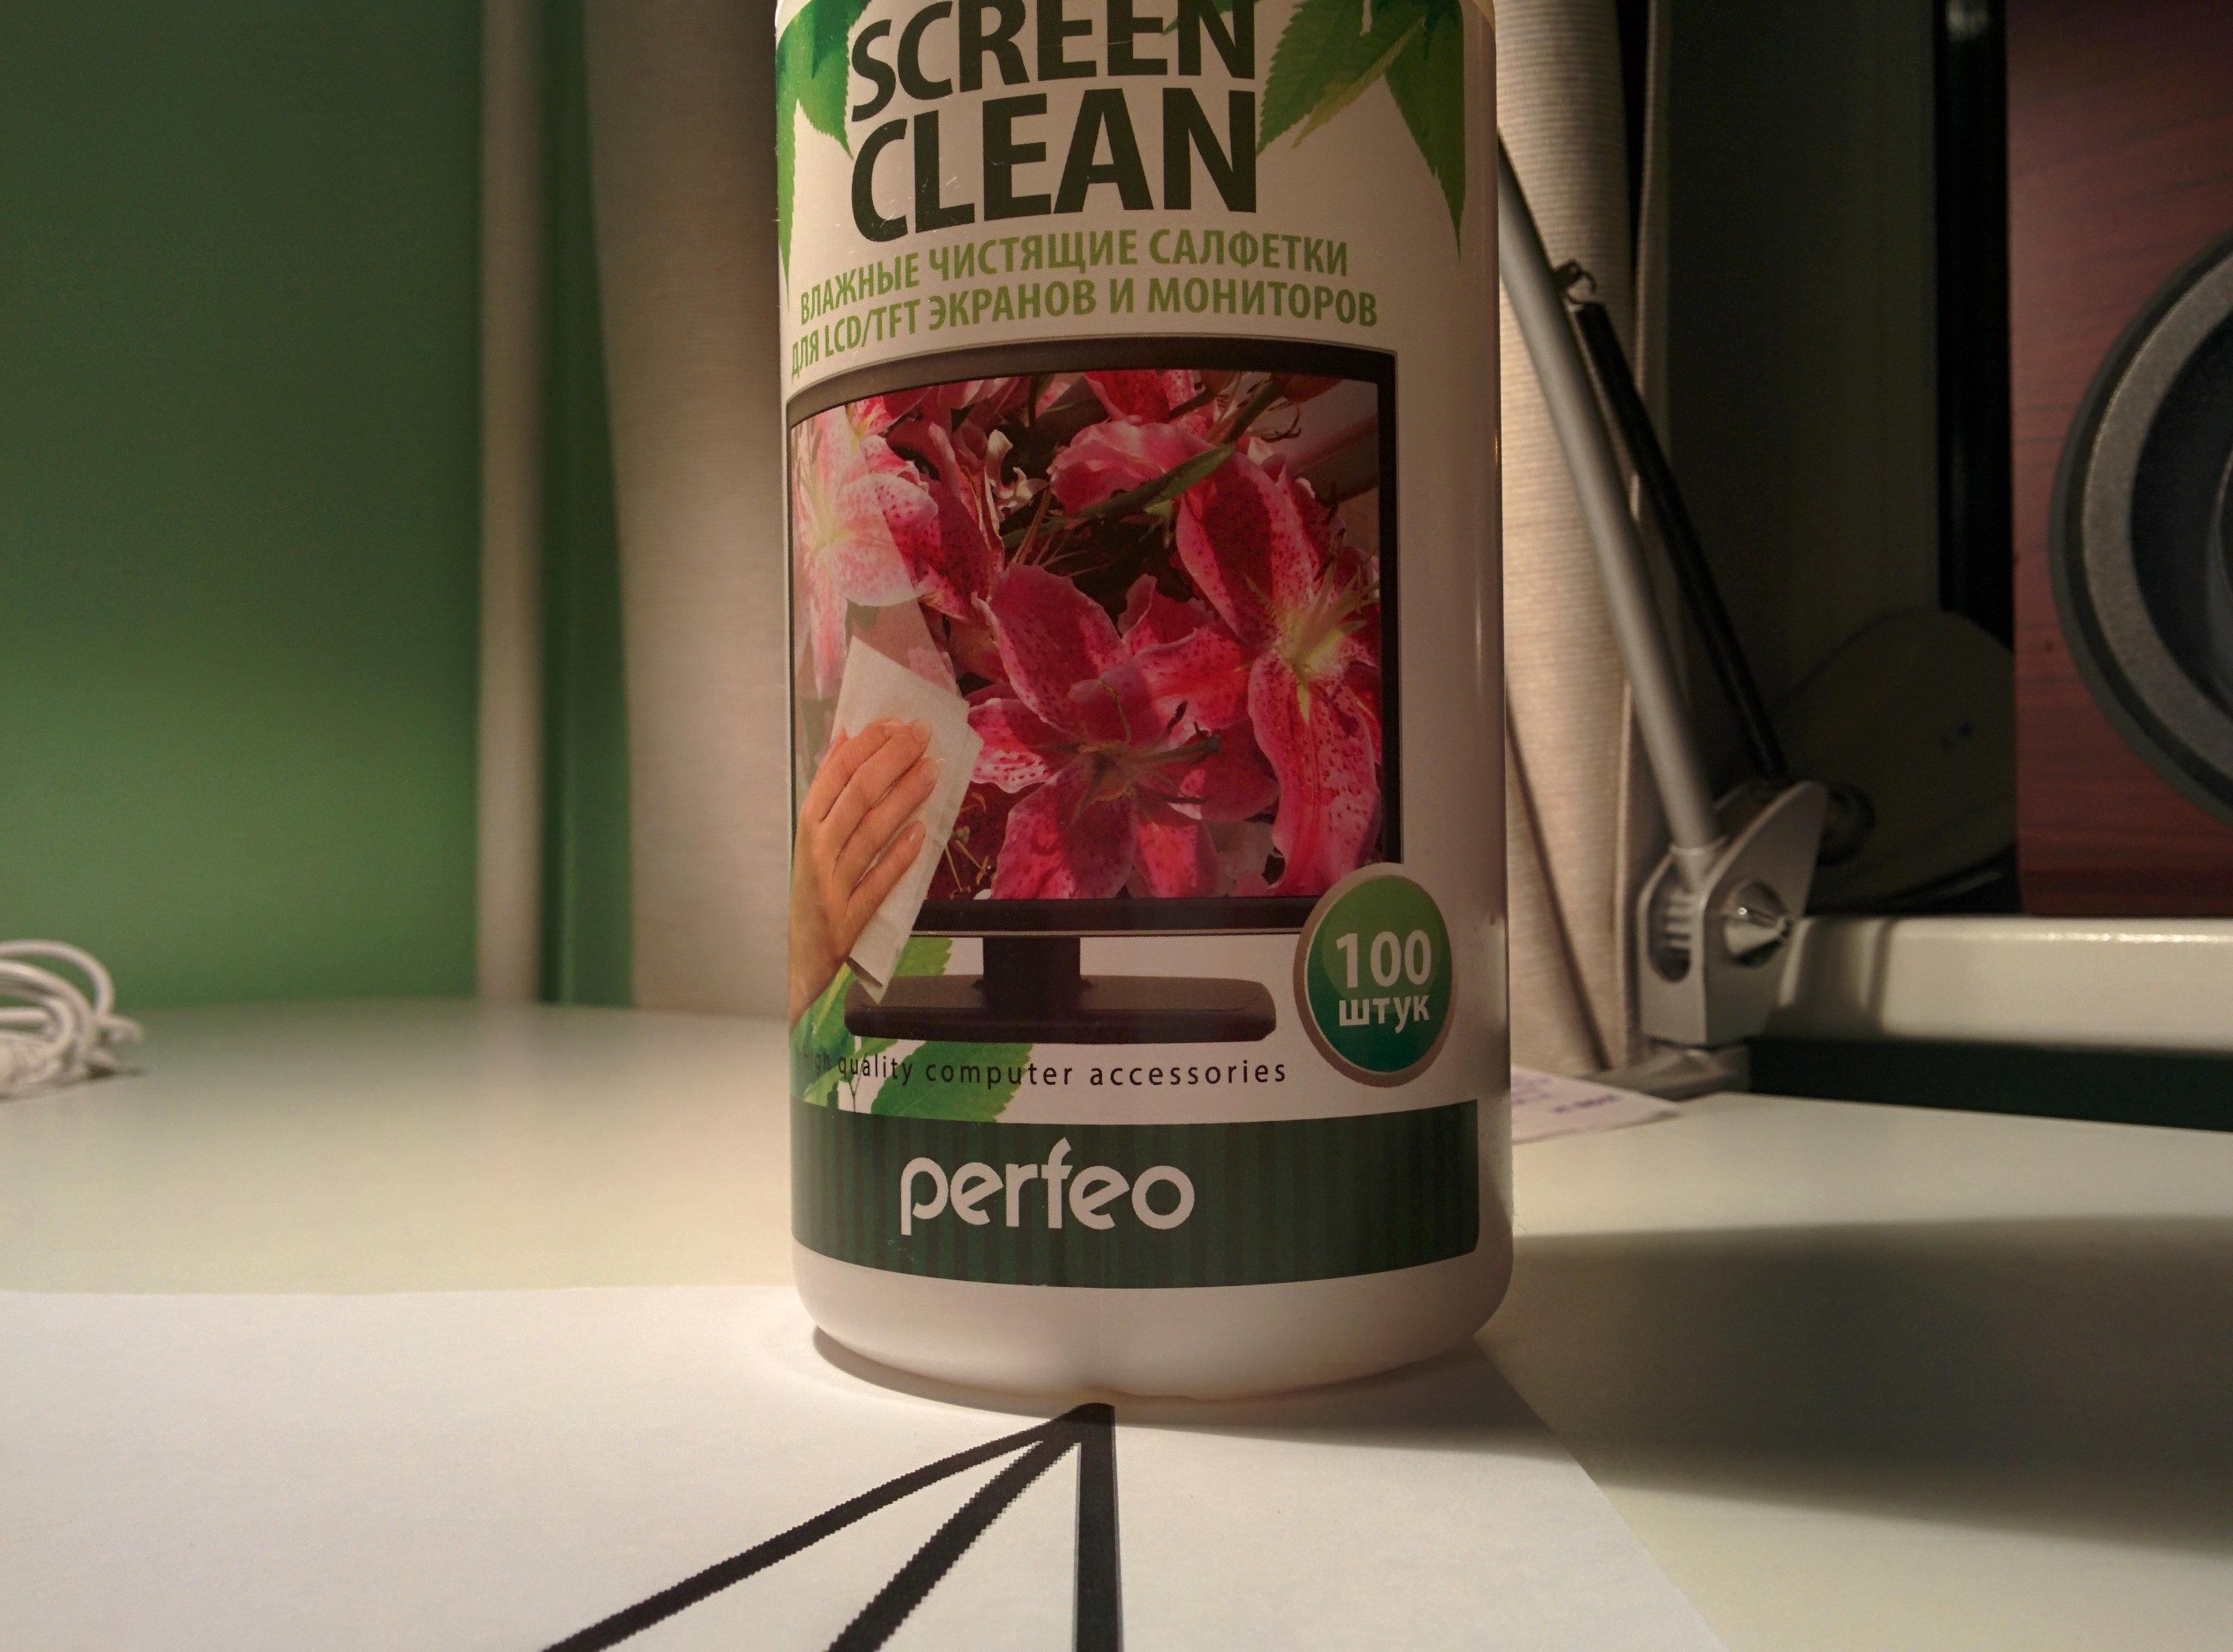 SCREEN
CLEAN
ВЛАЖНЫЕ ЧИСТЯЩИЕ САЛФЕТКИ
ДЛЯ LCD/TFT ЭКРАНОВ И МОНИТОРОВ
100
ШТУК
High quality computer accessories
perfeo